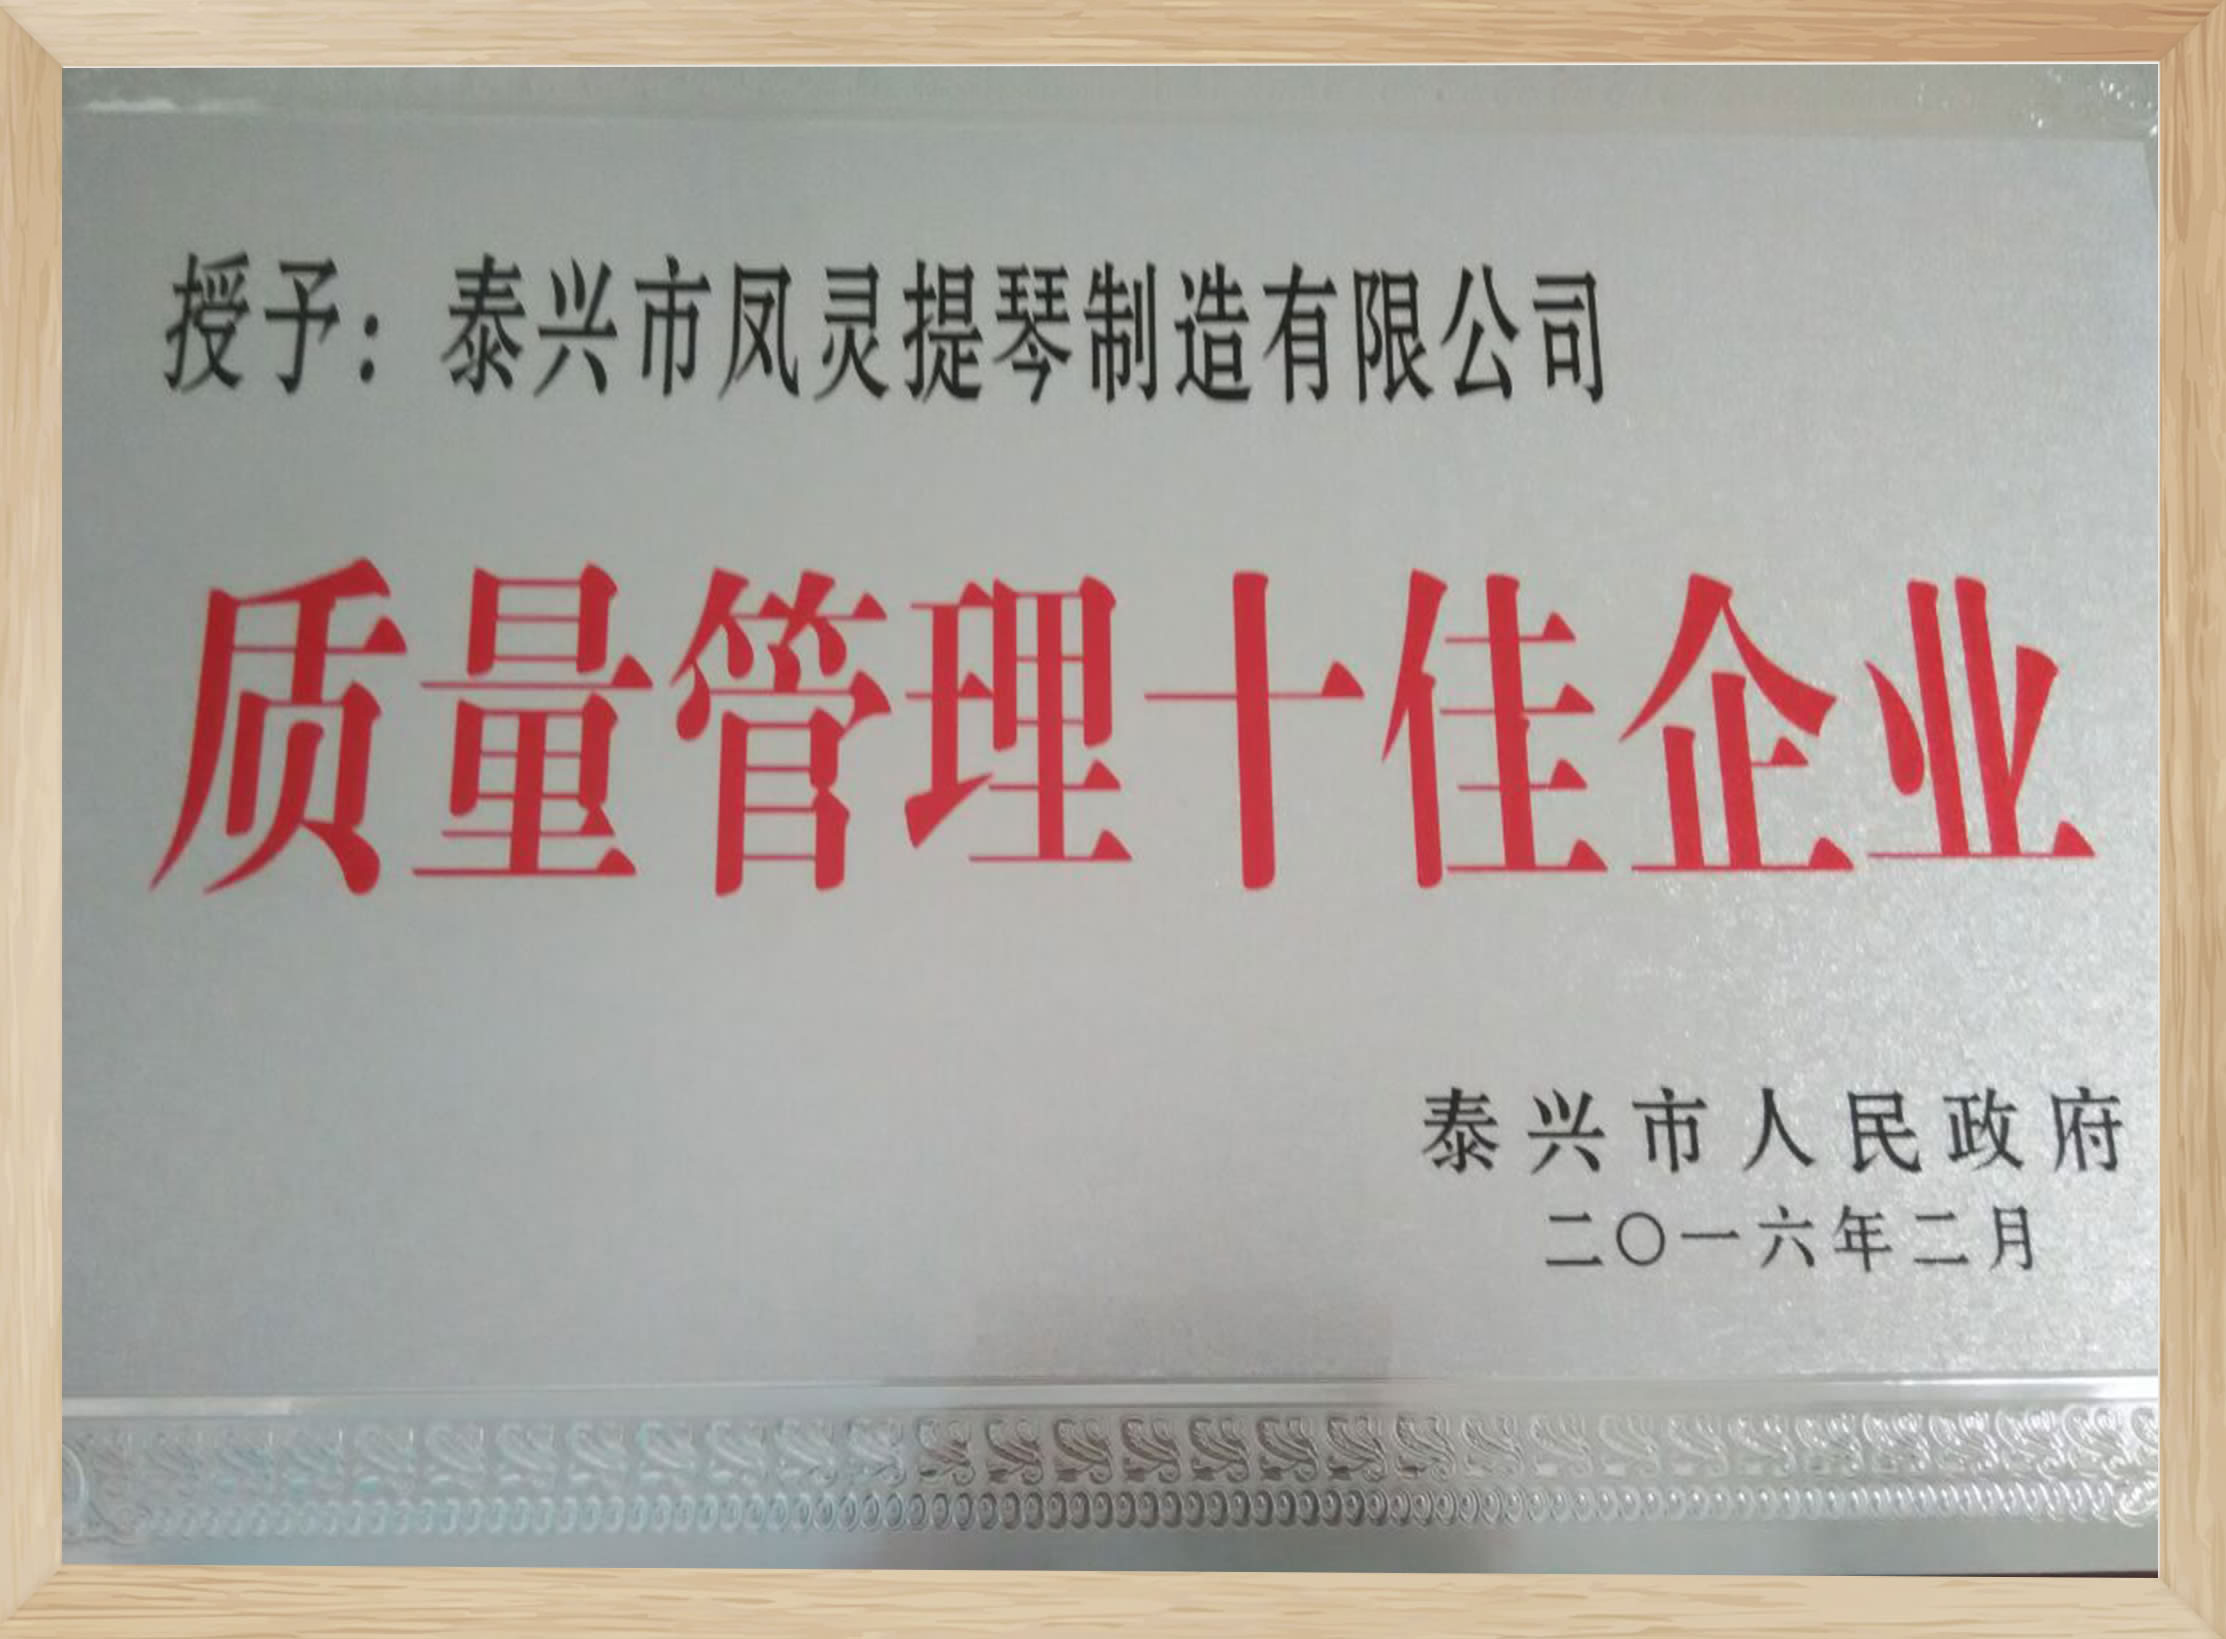 授予：泰兴市凤灵提琴制造有限公司
质量管理十佳企业
泰兴市人民政府
二〇一六年二月